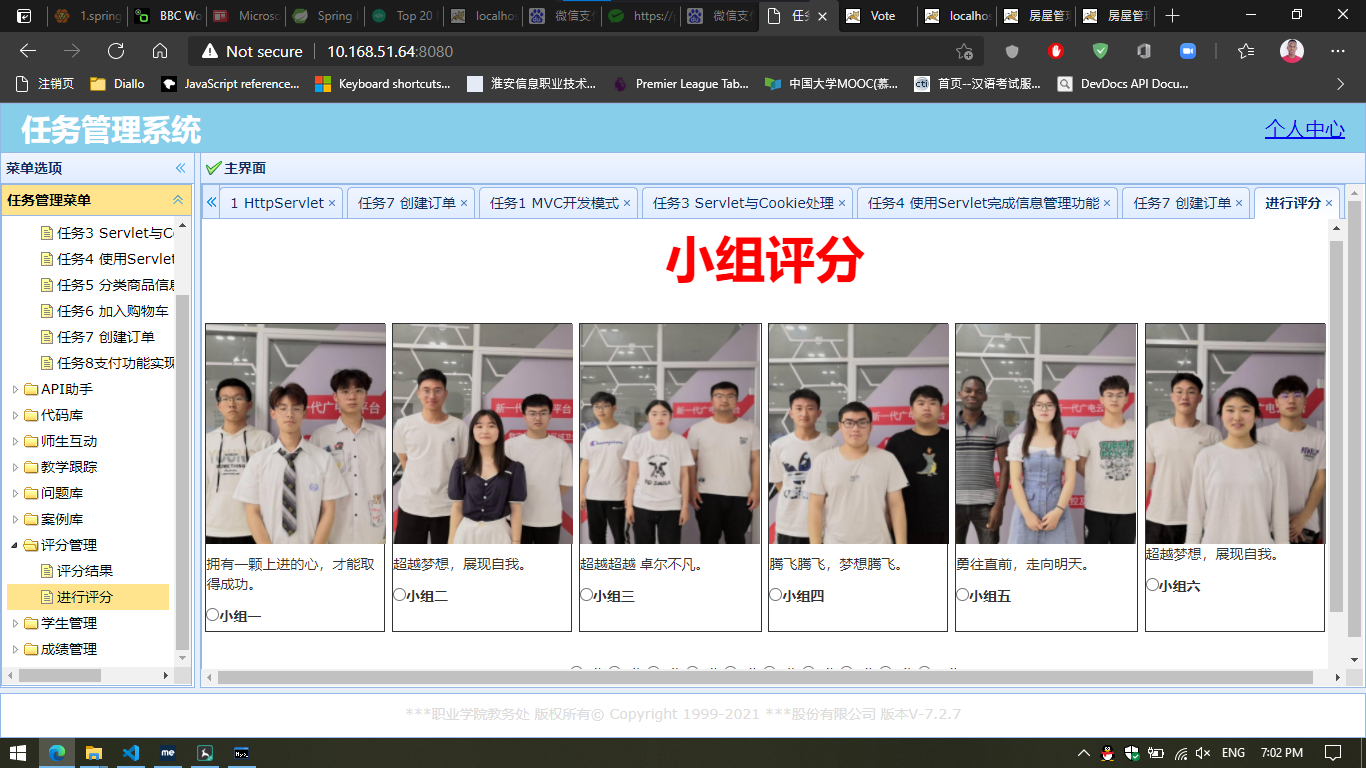 1.spring
BBC Wo
Microso
Spring
Top 20
localhos
微信支付
https://p
微信支
任务
Vote
localhos
房屋管理
房屋管理
Not secure
10.168.51.64:8080
注销页
Diallo
JavaScript reference...
Keyboard shortcuts...
淮安信息职业技术...
Premier League Tab...
中国大学MOOC(慕...
首页--汉语考试服...
DevDocs API Docu...
任务管理系统
个人中心
菜单选项
主界面
任务管理菜单
1 HttpServlet
任务7 创建订单
任务1 MVC开发模式
任务3 Servlet与Cookie处理
任务4 使用Servlet完成信息管理功能
任务7 创建订单
进行评分
任务3 Servlet与Co
任务4 使用Servlet
任务5 分类商品信息
任务6 加入购物车
任务7 创建订单
任务8支付功能实现
API助手
代码库
师生互动
教学跟踪
问题库
案例库
评分管理
评分结果
进行评分
学生管理
成绩管理
小组评分
拥有一颗上进的心，才能取
得成功。
小组一
超越梦想，展现自我。
小组二
超越超越 卓尔不凡。
小组三
腾飞腾飞，梦想腾飞。
小组四
勇往直前，走向明天。
小组五
超越梦想，展现自我。
小组六
***职业学院教务处 版权所有© Copyright 1999-2021 ***股份有限公司 版本V-7.2.7
ENG
7:02 PM